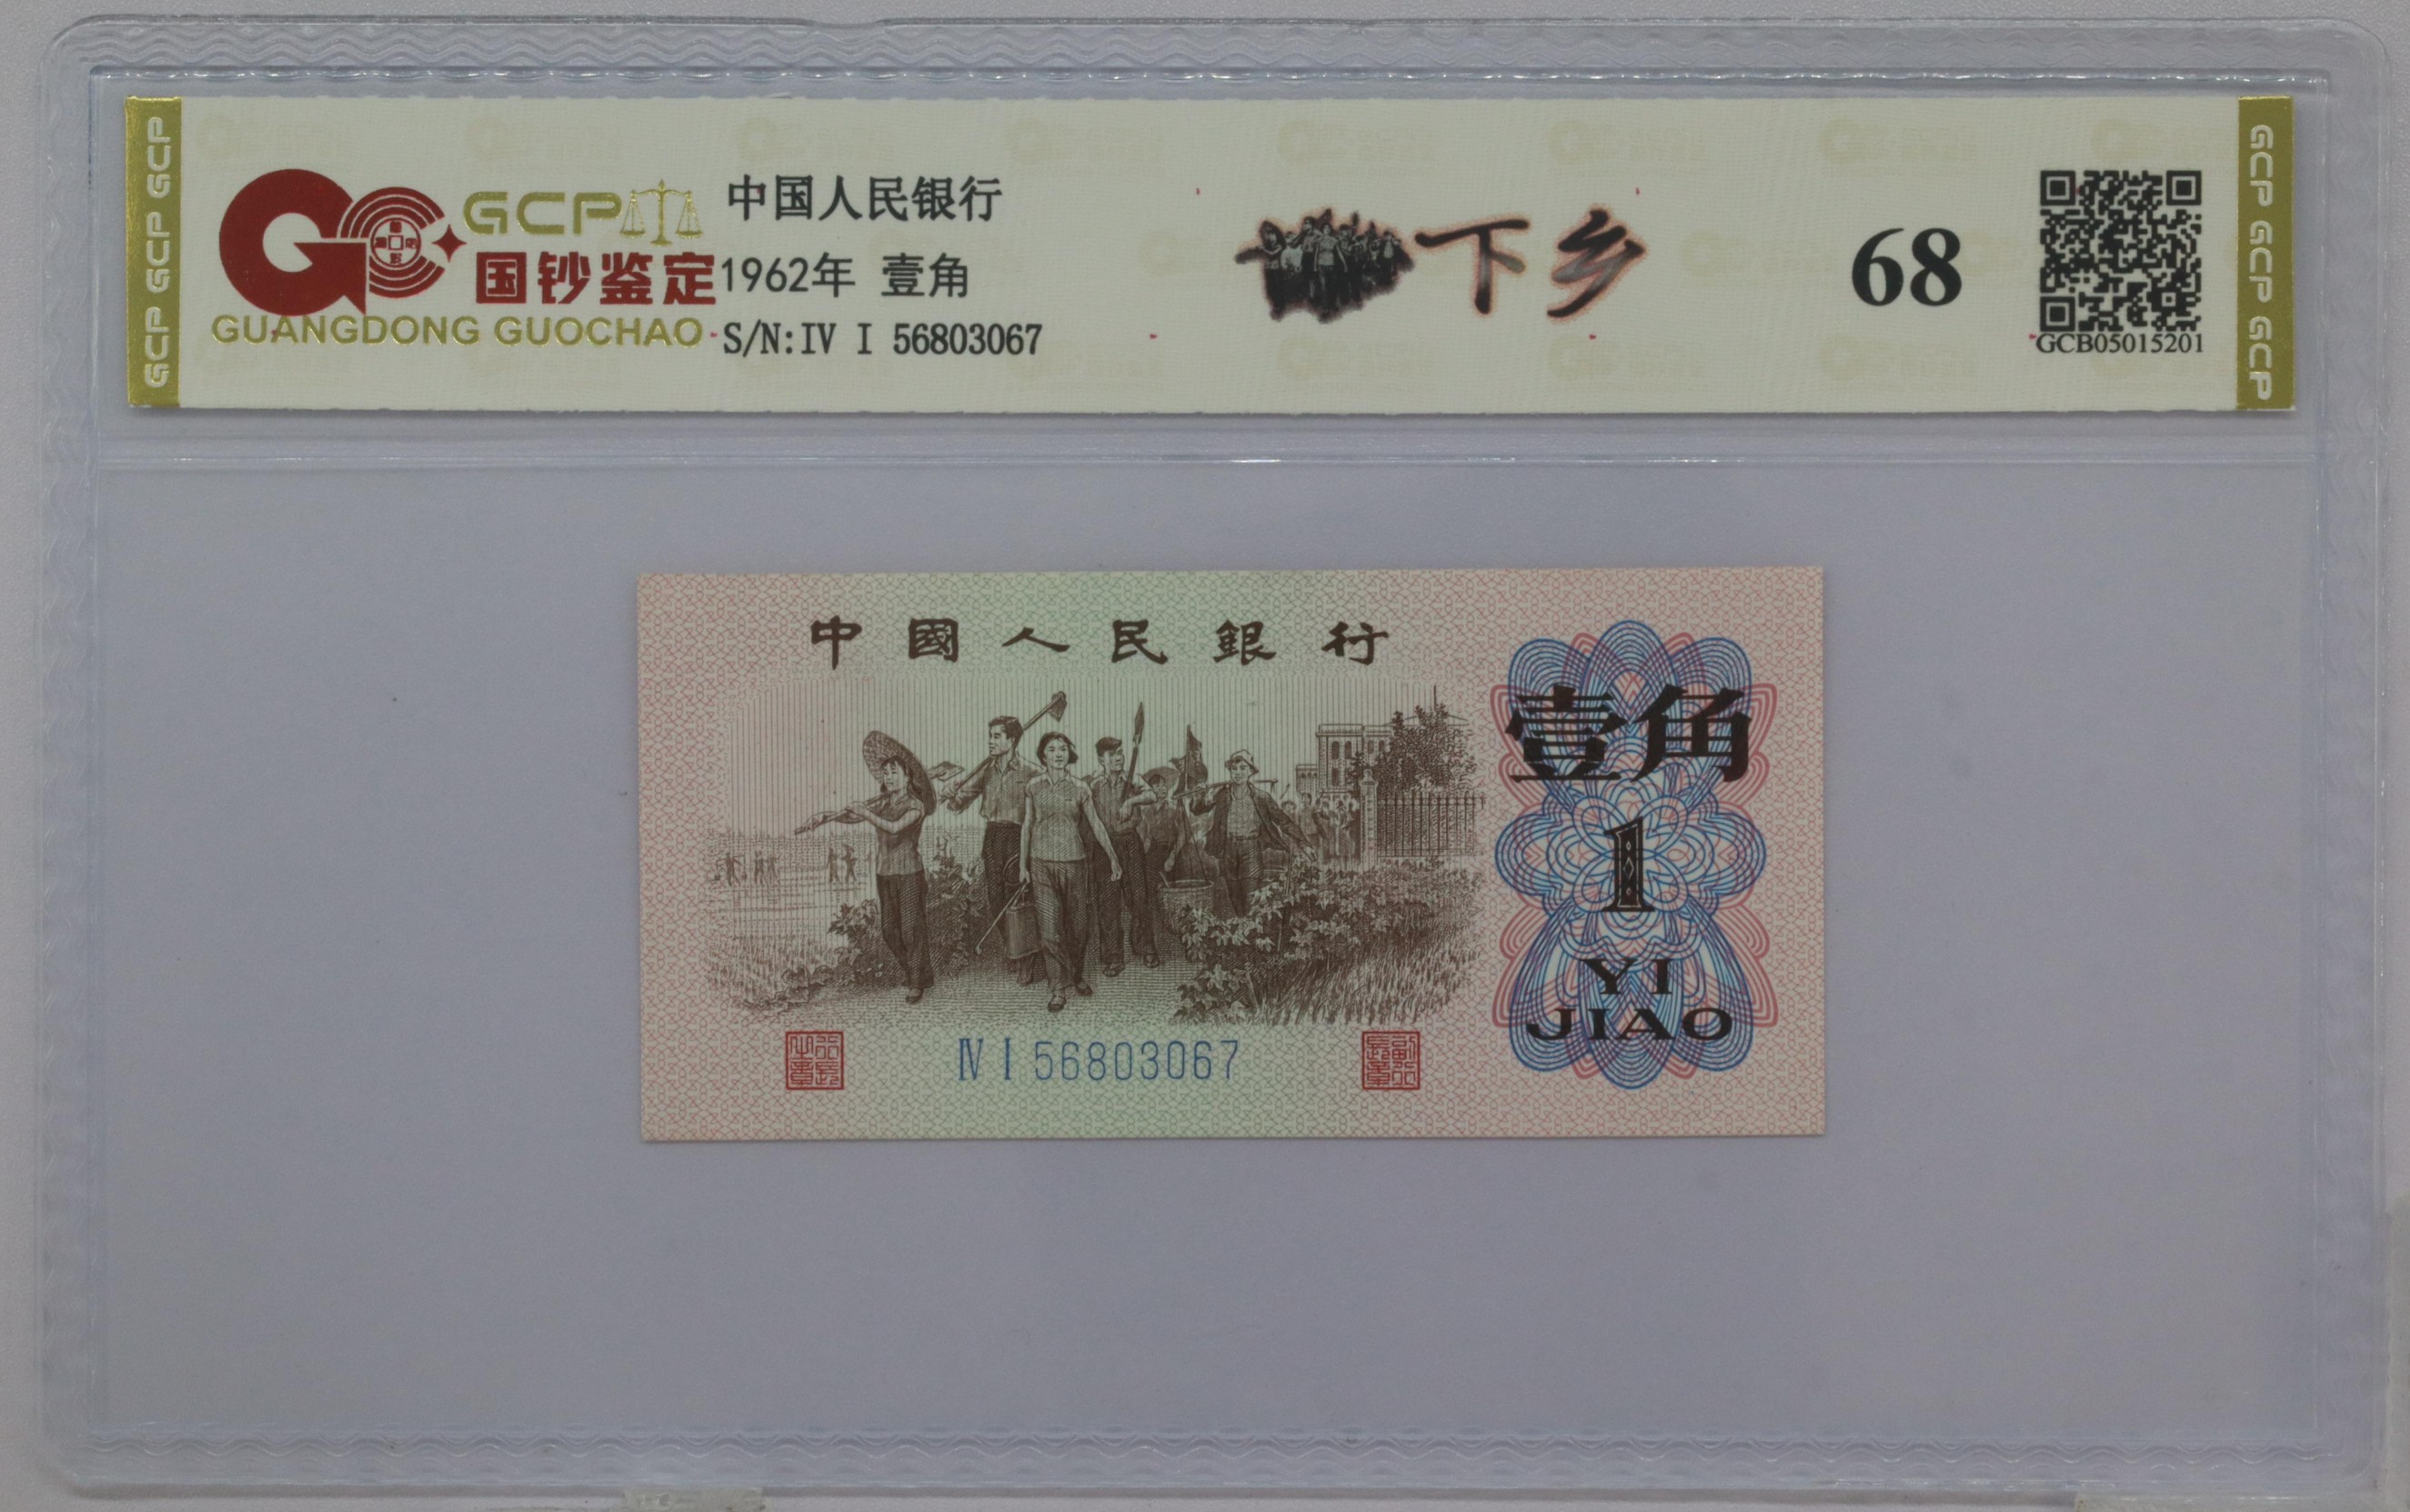 GCP GCP GCP
GCP
国钞鉴定
GUANGDONG GUOCHAO
中国人民银行
1962年 壹角
S/N:IV I 56803067
下乡
68
GCB05015201
GCP GCP GCP
中國人民銀行
壹角
1
YI
JIAO
Ⅳ Ⅰ 56803067